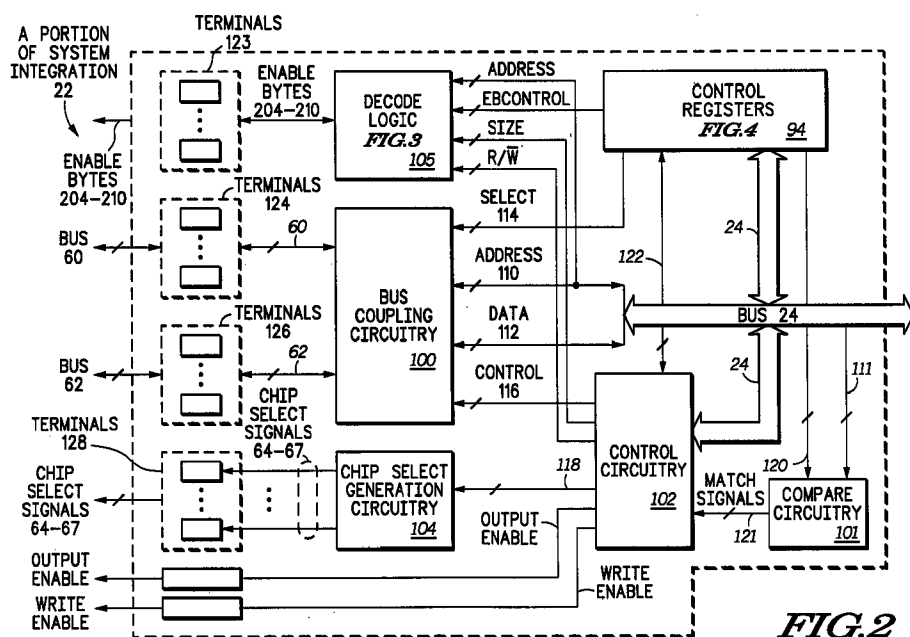 A PORTION
OF SYSTEM
INTEGRATION
22
ENABLE
BYTES
204-210
TERMINALS
123
ENABLE
BYTES
204-210
DECODE
LOGIC
FIG.3
105
ADDRESS
EBCONTROL
SIZE
R/W̅
CONTROL
REGISTERS
FIG.4
94
TERMINALS
124
BUS
60
60
SELECT
114
ADDRESS
110
BUS
COUPLING
CIRCUITRY
100
DATA
112
CONTROL
116
122
24
BUS 24
24
111
120
TERMINALS
126
BUS
62
62
CHIP
SELECT
SIGNALS
64-67
TERMINALS
128
CHIP
SELECT
SIGNALS
64-67
CHIP SELECT
GENERATION
CIRCUITRY
104
118
CONTROL
CIRCUITRY
102
MATCH
SIGNALS
121
COMPARE
CIRCUITRY
101
OUTPUT
ENABLE
WRITE
ENABLE
OUTPUT
ENABLE
WRITE
ENABLE
FIG.2